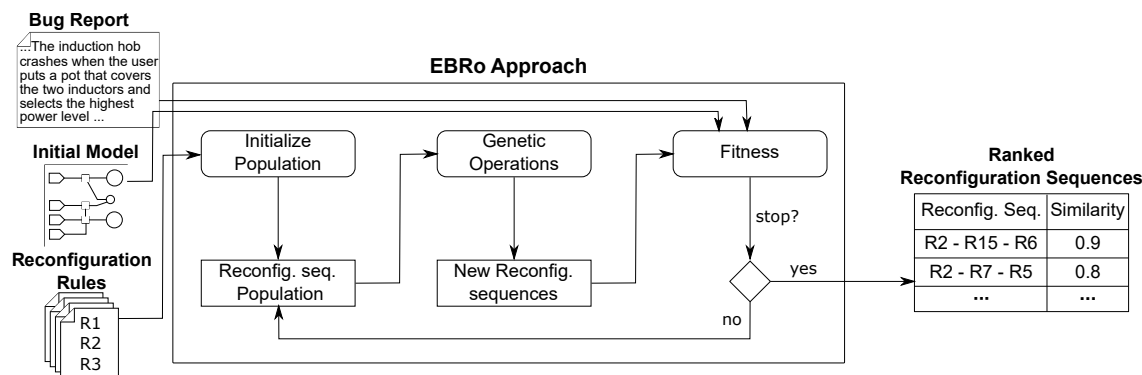 Bug Report
...The induction hob
crashes when the user
puts a pot that covers
the two inductors and
selects the highest
power level ...
Initial Model
Reconfiguration
Rules
R1
R2
R3
EBRo Approach
Initialize
Population
Genetic
Operations
Fitness
Reconfig. seq.
Population
New Reconfig.
sequences
stop?
yes
no
Ranked
Reconfiguration Sequences
Reconfig. Seq. Similarity
R2 - R15 - R6 0.9
R2 - R7 - R5 0.8
... ...